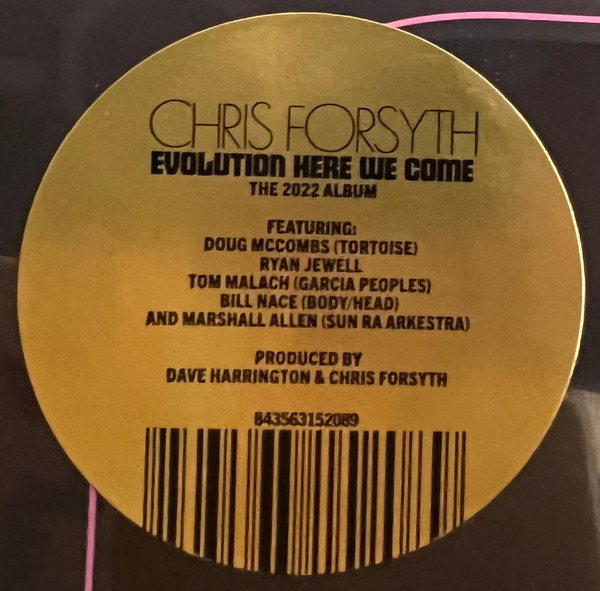 CHRIS FORSYTH
EVOLUTION HERE WE COME
THE 2022 ALBUM
FEATURING:
DOUG MCCOMBS (TORTOISE)
RYAN JEWELL
TOM MALACH (GARCIA PEOPLES)
BILL NACE (BODY/HEAD)
AND MARSHALL ALLEN (SUN RA ARKESTRA)
PRODUCED BY
DAVE HARRINGTON & CHRIS FORSYTH
843563152089